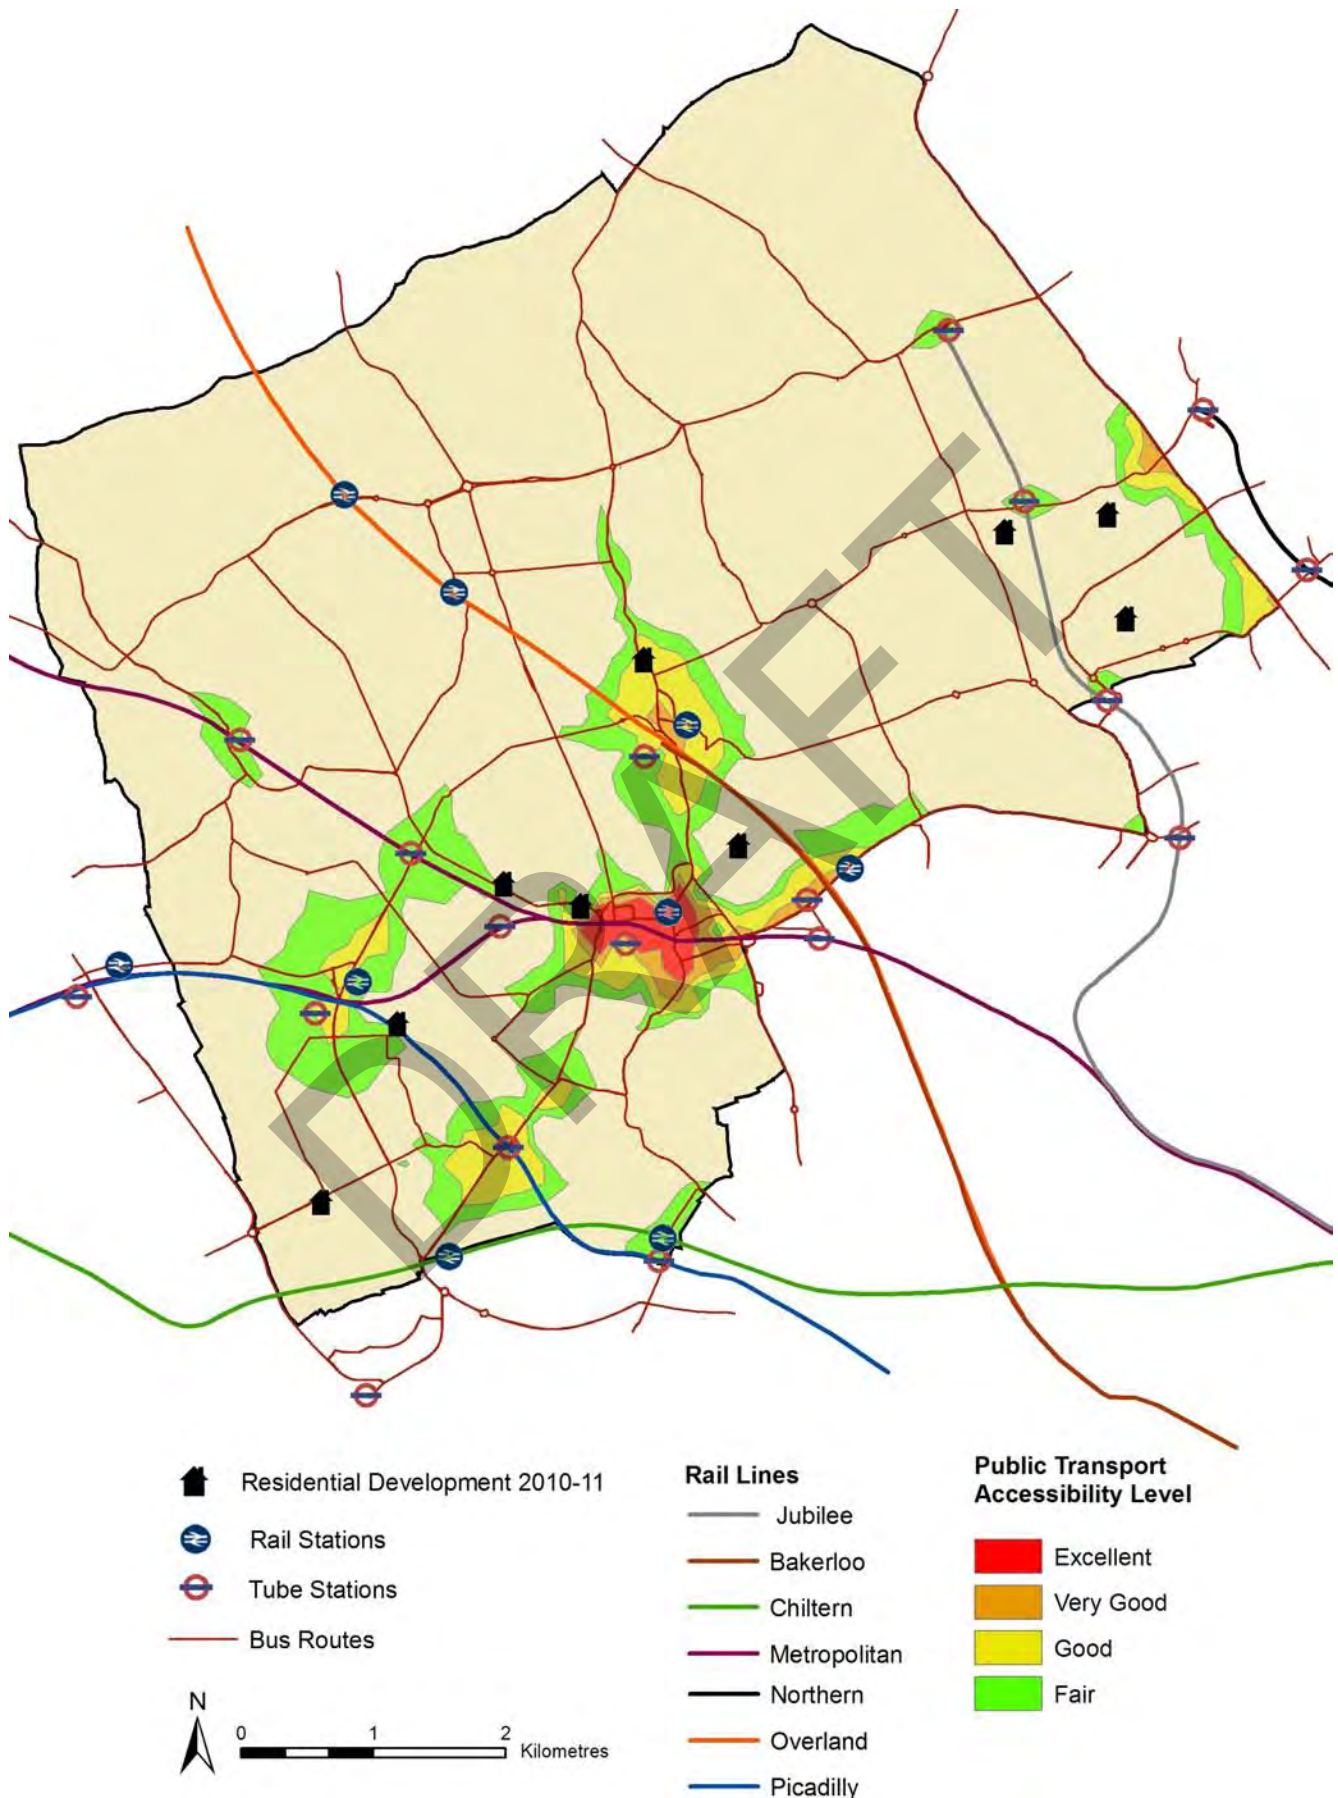 DRAFT
Residential Development 2010-11
Rail Stations
Tube Stations
Bus Routes
N
0 1 2
Kilometres
Rail Lines
Jubilee
Bakerloo
Chiltern
Metropolitan
Northern
Overland
Picadilly
Public Transport
Accessibility Level
Excellent
Very Good
Good
Fair